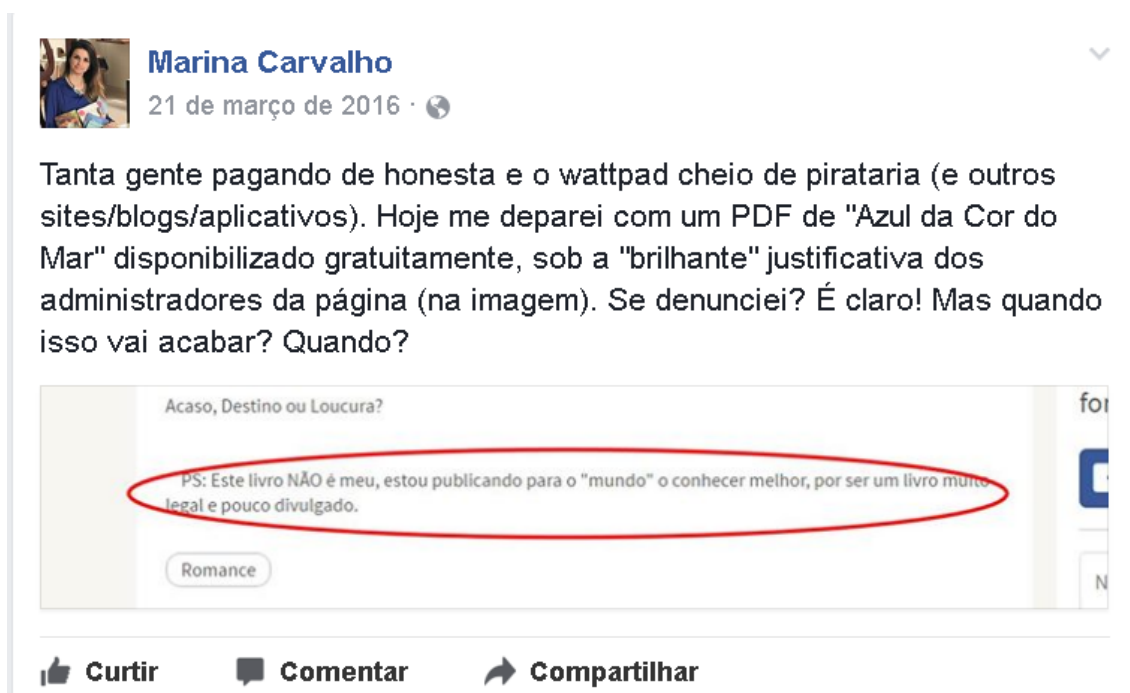 Marina Carvalho
21 de março de 2016 ·
Tanta gente pagando de honesta e o wattpad cheio de pirataria (e outros
sites/blogs/aplicativos). Hoje me deparei com um PDF de "Azul da Cor do
Mar" disponibilizado gratuitamente, sob a "brilhante" justificativa dos
administradores da página (na imagem). Se denunciei? É claro! Mas quando
isso vai acabar? Quando?
Acaso, Destino ou Loucura?
PS: Este livro NÃO é meu, estou publicando para o "mundo" o conhecer melhor, por ser um livro muito
legal e pouco divulgado.
Romance
Curtir Comentar Compartilhar